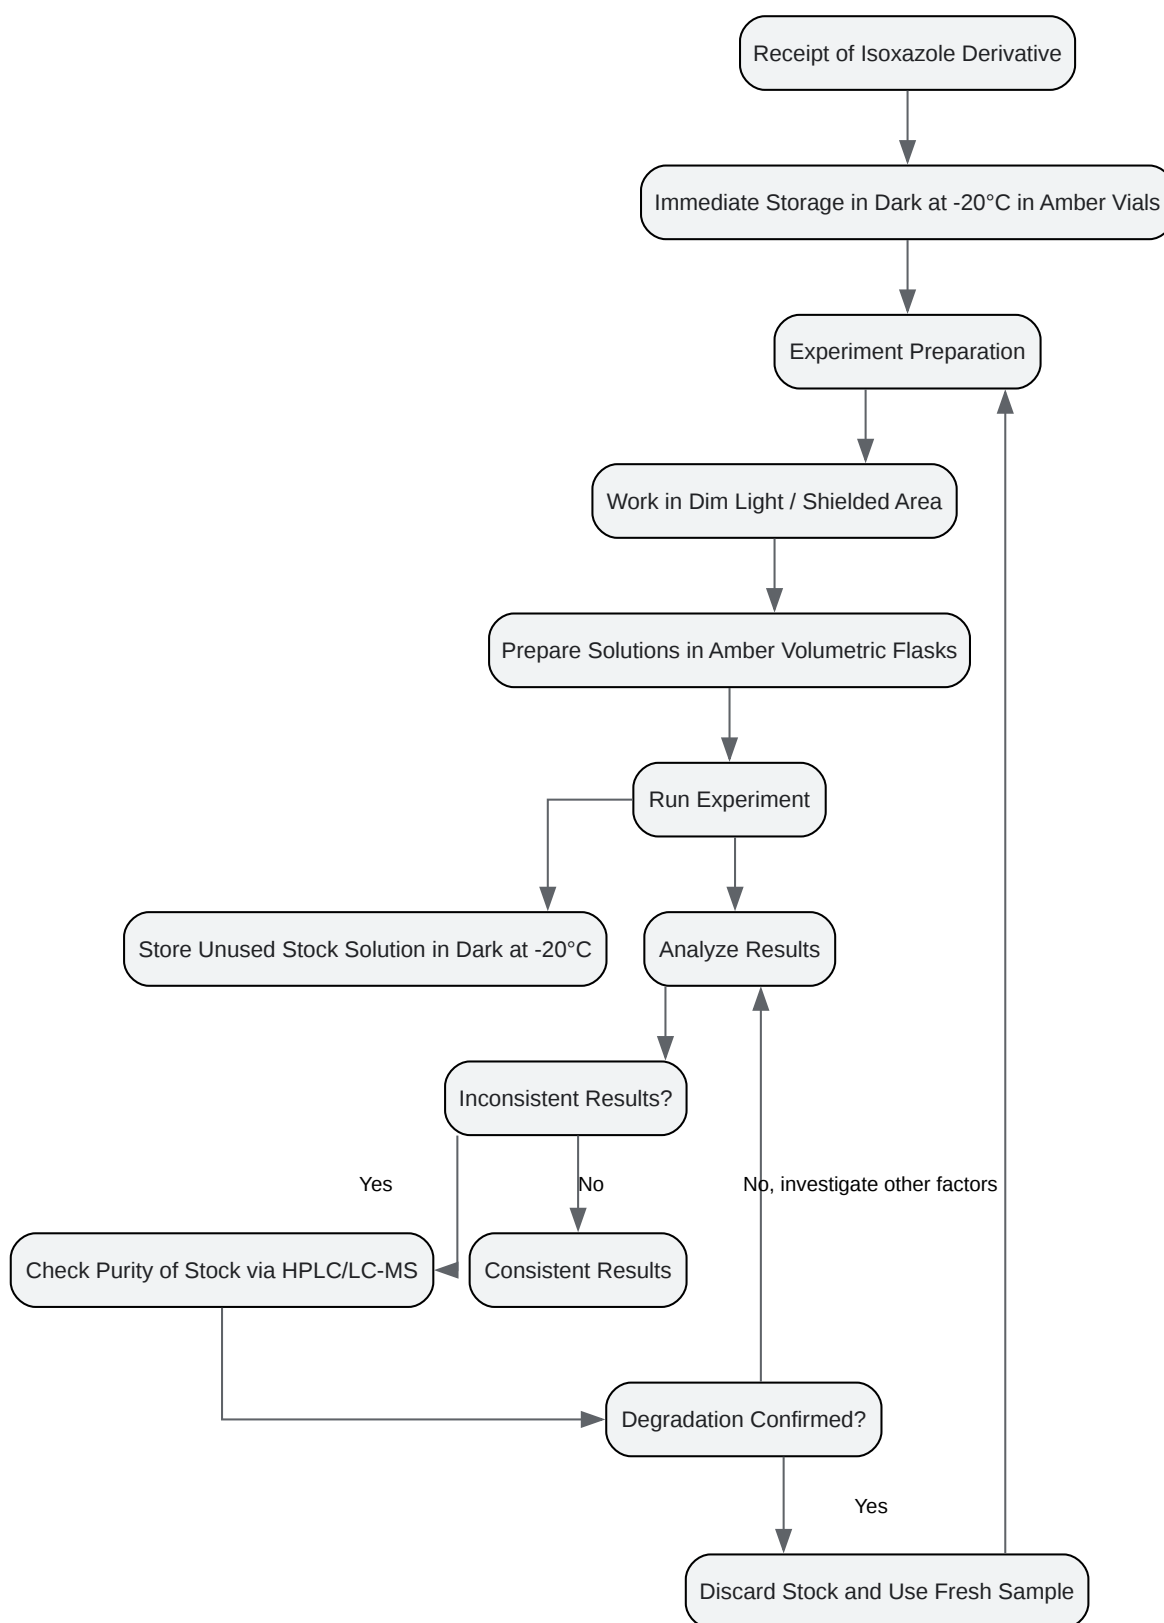 Receipt of Isoxazole Derivative
Immediate Storage in Dark at -20°C in Amber Vials
Experiment Preparation
Work in Dim Light / Shielded Area
Prepare Solutions in Amber Volumetric Flasks
Run Experiment
Store Unused Stock Solution in Dark at -20°C
Analyze Results
Inconsistent Results?
Yes
No
No, investigate other factors
Check Purity of Stock via HPLC/LC-MS
Consistent Results
Degradation Confirmed?
Yes
Discard Stock and Use Fresh Sample